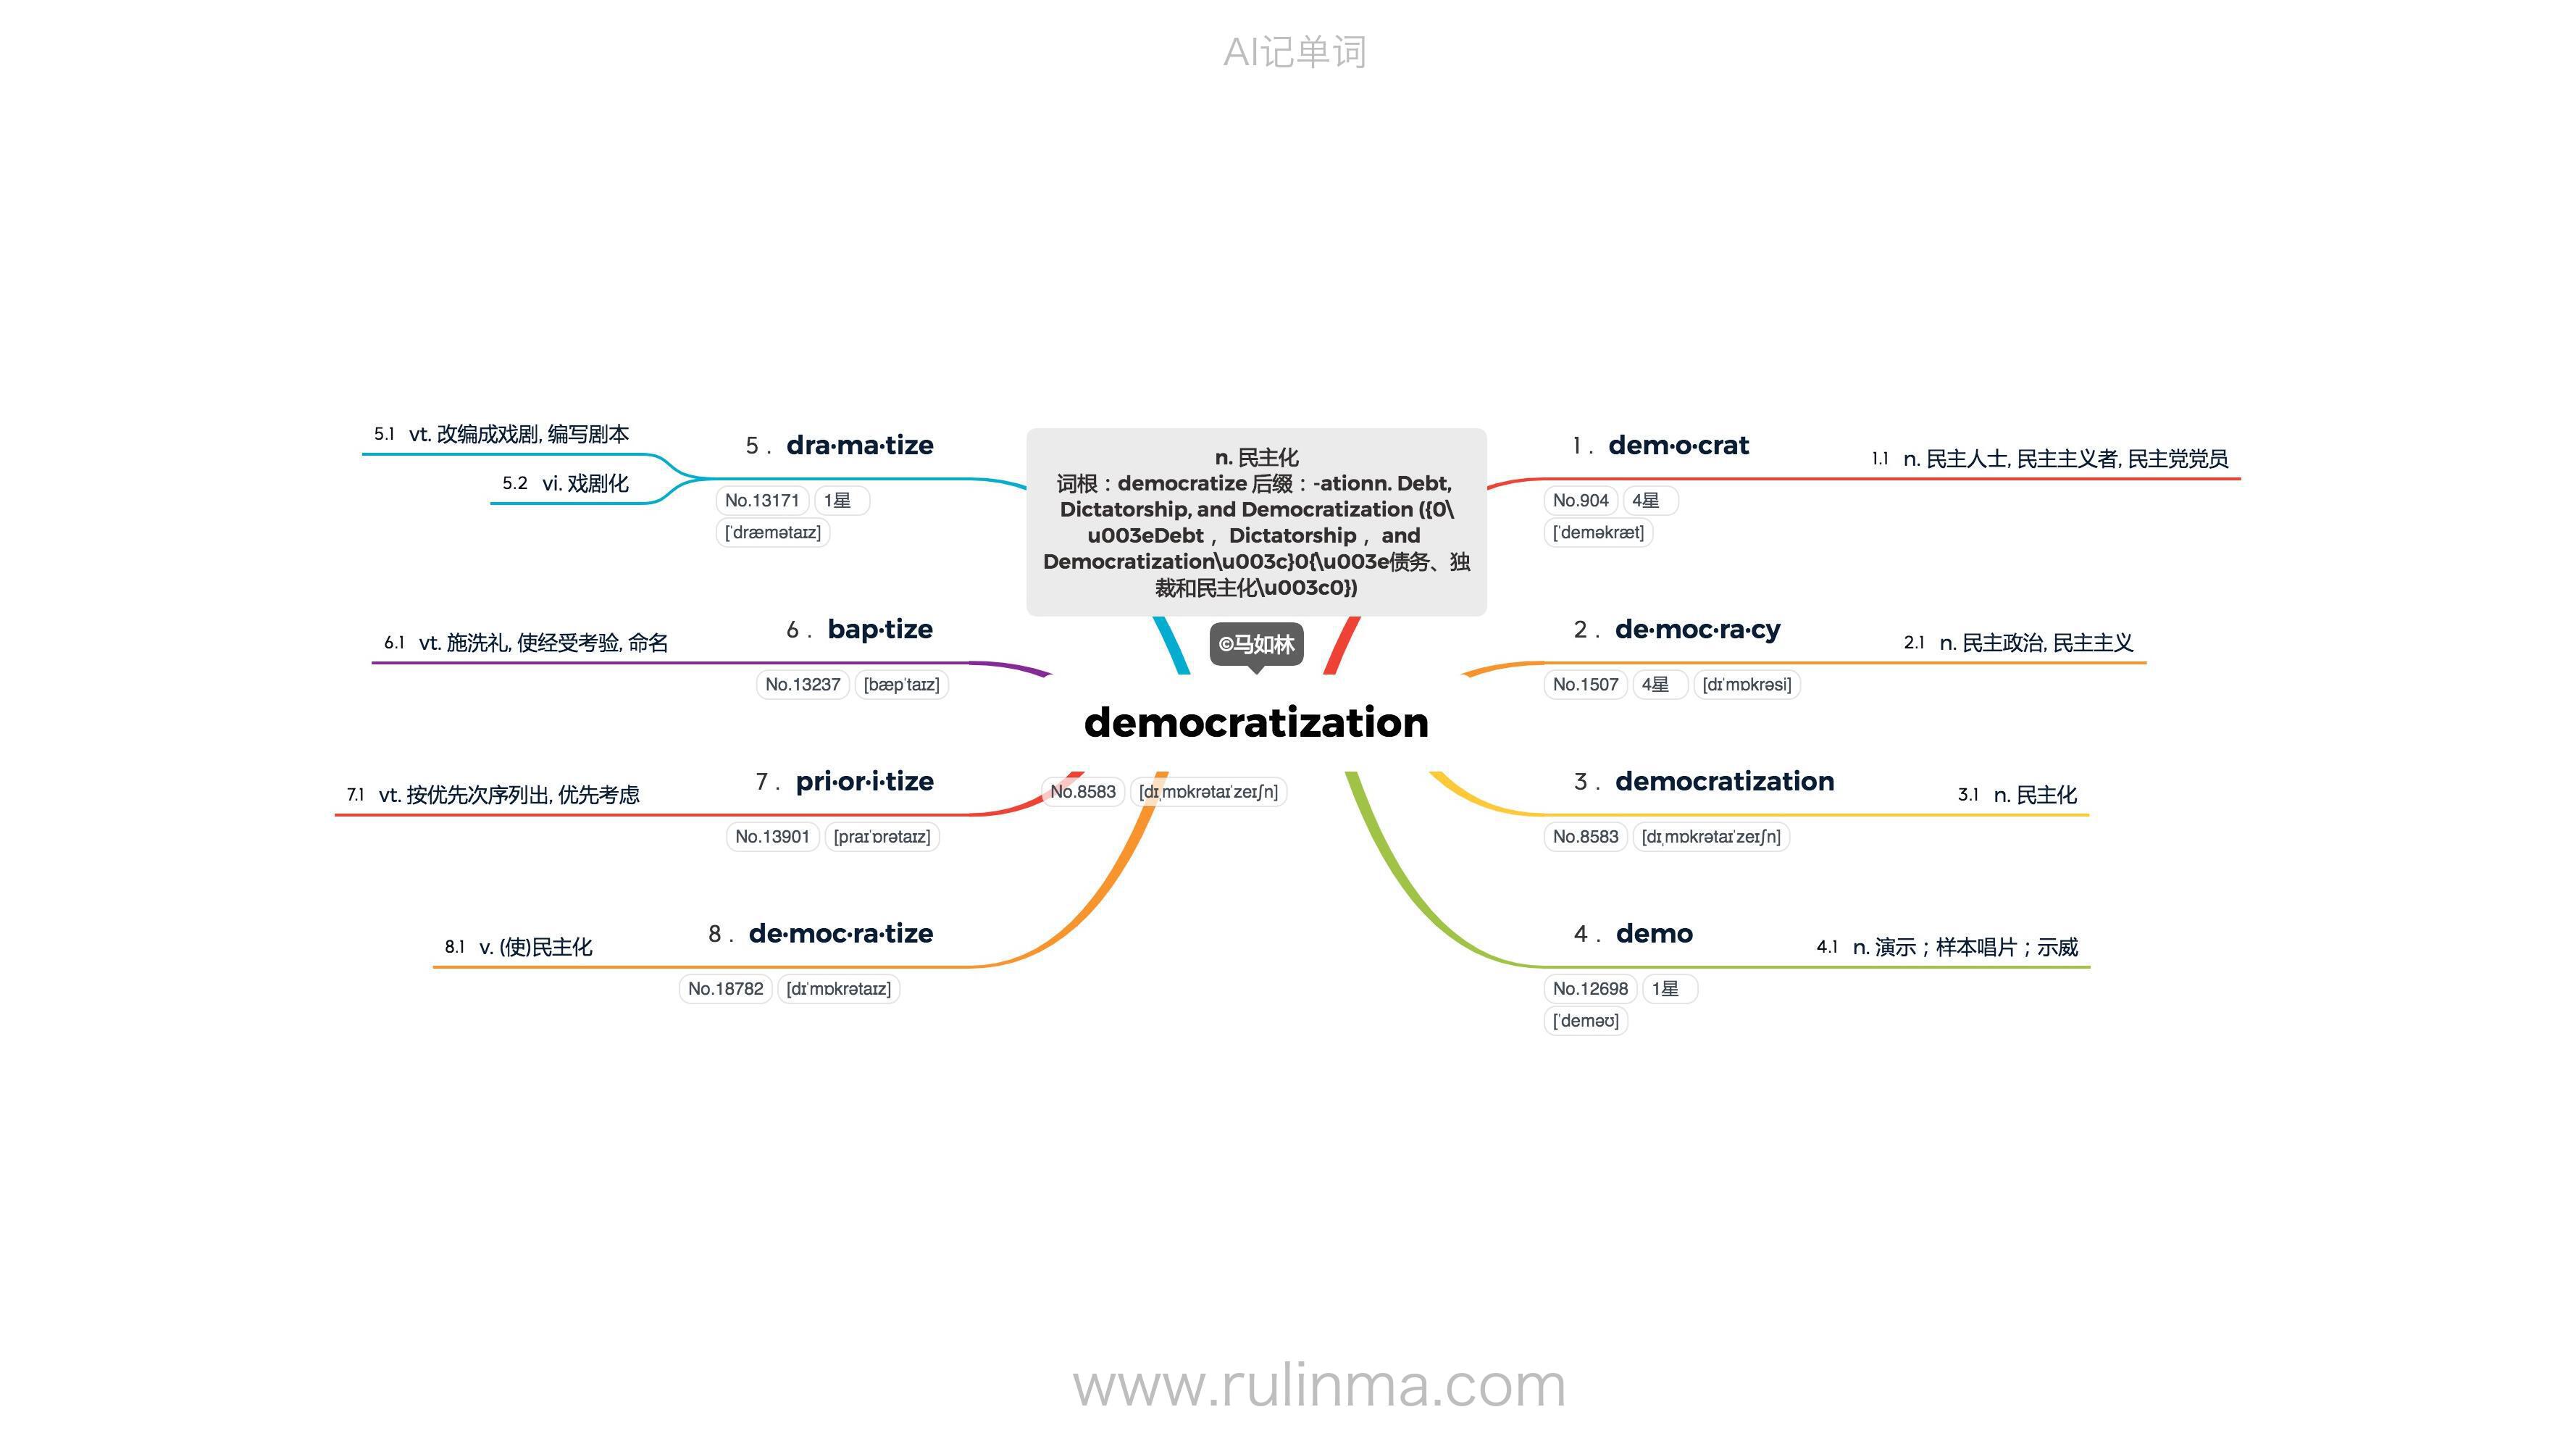 AI记单词
n. 民主化
词根：democratize 后缀：-ationn. Debt,
Dictatorship, and Democratization ({0\
u003eDebt， Dictatorship， and
Democratization\u003c}0{\u003e债务、独
裁和民主化\u003c0})
©马如林
democratization
No.8583 [dɪˌmɒkrətaɪˈzeɪʃn]
1. dem·o·crat
No.904 4星
[ˈdeməkræt]
1.1 n. 民主人士, 民主主义者, 民主党党员
2. de·moc·ra·cy
No.1507 4星 [dɪˈmɒkrəsi]
2.1 n. 民主政治, 民主主义
3. democratization
No.8583 [dɪˌmɒkrətaɪˈzeɪʃn]
3.1 n. 民主化
4. demo
No.12698 1星
[ˈdeməʊ]
4.1 n. 演示；样本唱片；示威
5. dra·ma·tize
No.13171 1星
[ˈdræmətaɪz]
5.1 vt. 改编成戏剧, 编写剧本
5.2 vi. 戏剧化
6. bap·tize
No.13237 [bæpˈtaɪz]
6.1 vt. 施洗礼, 使经受考验, 命名
7. pri·or·i·tize
No.13901 [praɪˈɒrətaɪz]
7.1 vt. 按优先次序列出, 优先考虑
8. de·moc·ra·tize
No.18782 [dɪˈmɒkrətaɪz]
8.1 v. (使)民主化
www.rulinma.com